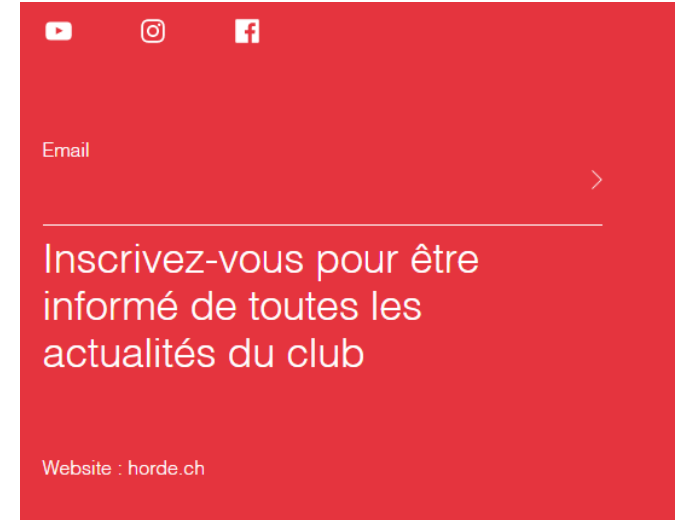 Email
Inscrivez-vous pour être
informé de toutes les
actualités du club
Website : horde.ch